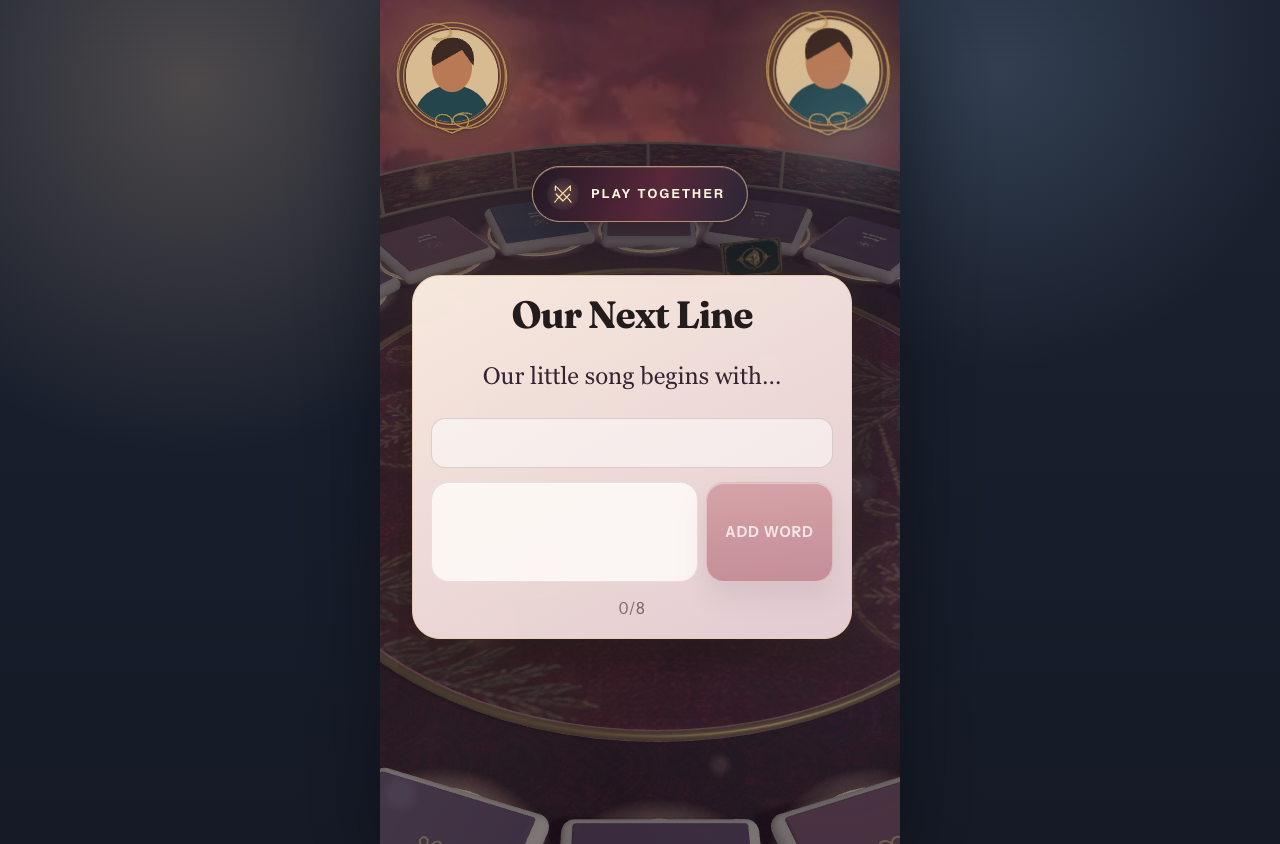 PLAY TOGETHER
Our Next Line
Our little song begins with...
ADD WORD
0/8